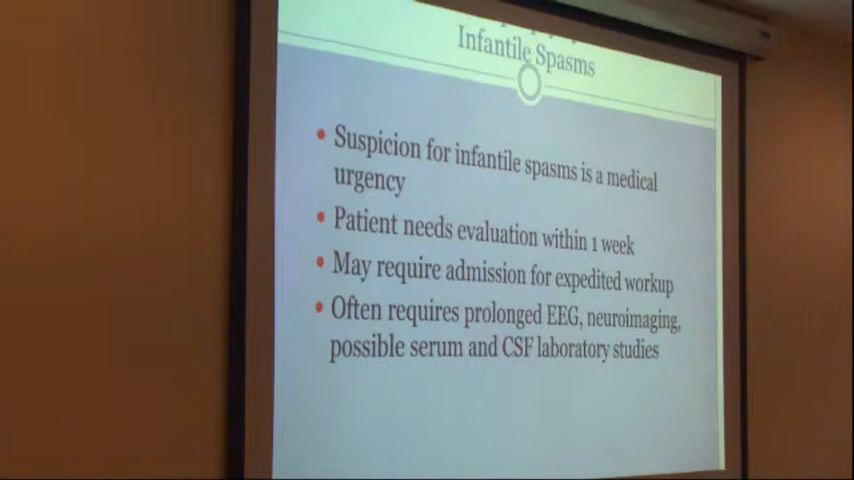 Infantile Spasms
• Suspicion for infantile spasms is a medical
urgency
• Patient needs evaluation within 1 week
• May require admission for expedited workup
• Often requires prolonged EEG, neuroimaging,
possible serum and CSF laboratory studies